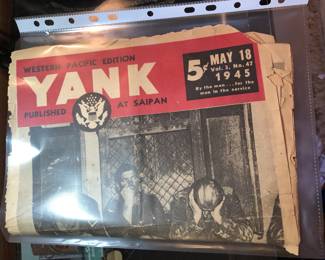 WESTERN PACIFIC EDITION
YANK
PUBLISHED AT SAIPAN
5¢
MAY 18
Vol. 3, No. 47
1945
By the men . . . for the
men in the service